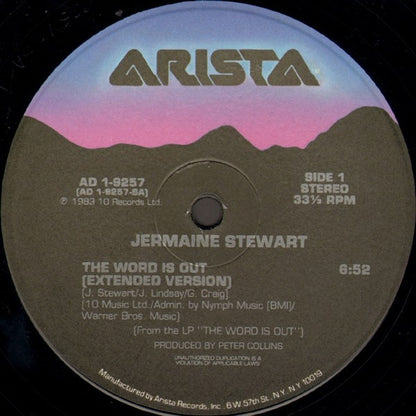 ARISTA
AD 1-9257
[AD 1-9257-SA]
℗ 1983 10 Records Ltd.
SIDE 1
STEREO
33⅓ RPM
JERMAINE STEWART
THE WORD IS OUT
(EXTENDED VERSION)
6:52
[J. Stewart/J. Lindsay/G. Craig]
(10 Music Ltd./Admin. by Nymph Music [BMI]/
Warner Bros. Music)
(From the LP "THE WORD IS OUT")
PRODUCED BY PETER COLLINS
UNAUTHORIZED DUPLICATION IS A
VIOLATION OF APPLICABLE LAWS
Manufactured by Arista Records, Inc. 6 W. 57th St., N.Y. N.Y. 10019